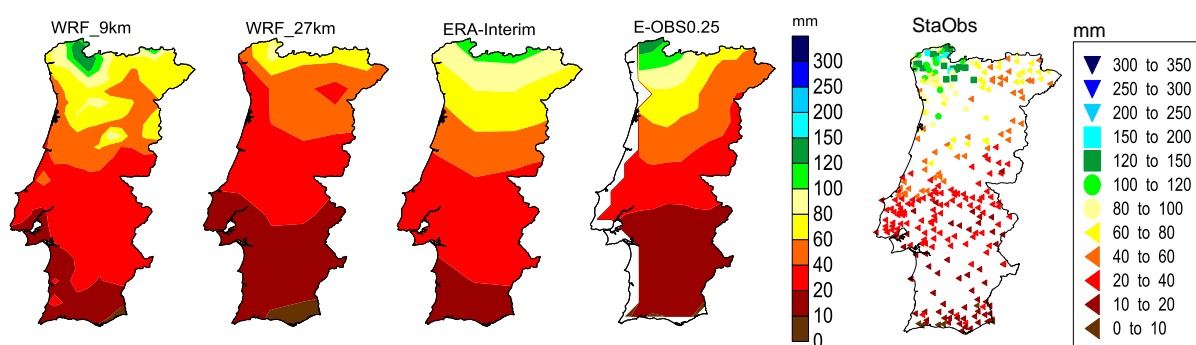 WRF_9km
WRF_27km
ERA-Interim
E-OBS0.25
mm
300
250
200
150
120
100
80
60
40
20
10
0
StaObs
mm
300 to 350
250 to 300
200 to 250
150 to 200
120 to 150
100 to 120
80 to 100
60 to 80
40 to 60
20 to 40
10 to 20
0 to 10